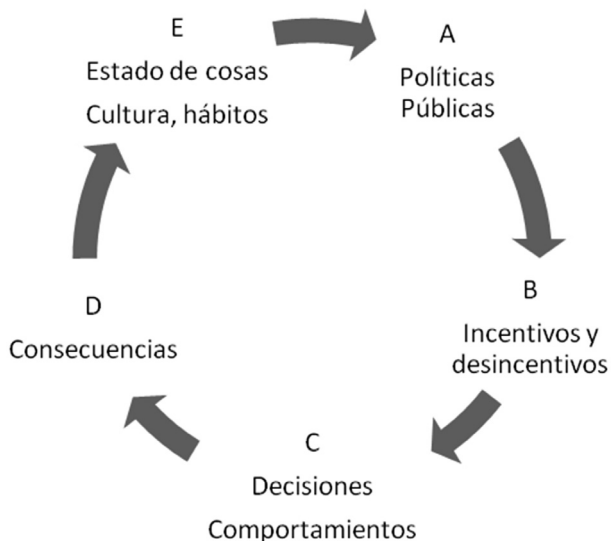 E
Estado de cosas
Cultura, hábitos
A
Políticas
Públicas
B
Incentivos y
desincentivos
C
Decisiones
Comportamientos
D
Consecuencias